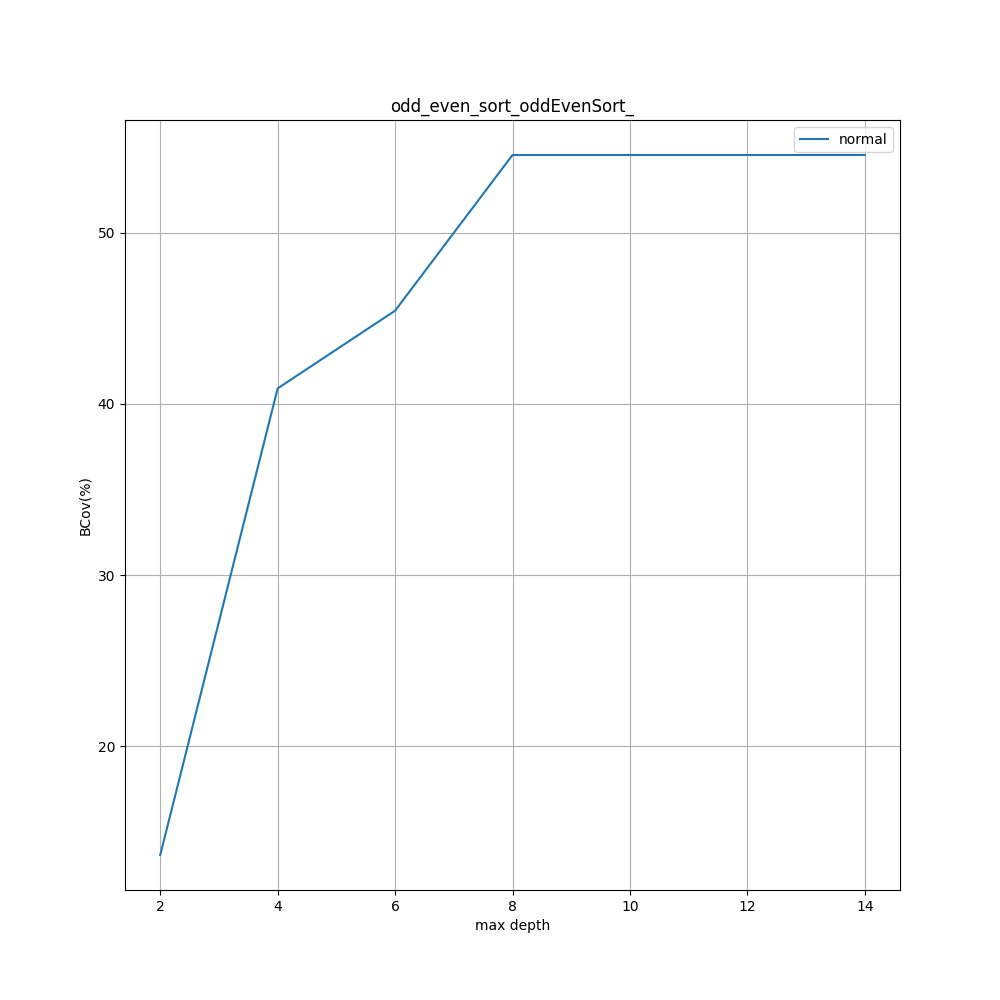 odd_even_sort_oddEvenSort_
normal
50
40
30
20
BCov(%)
2 4 6 8 10 12 14
max depth